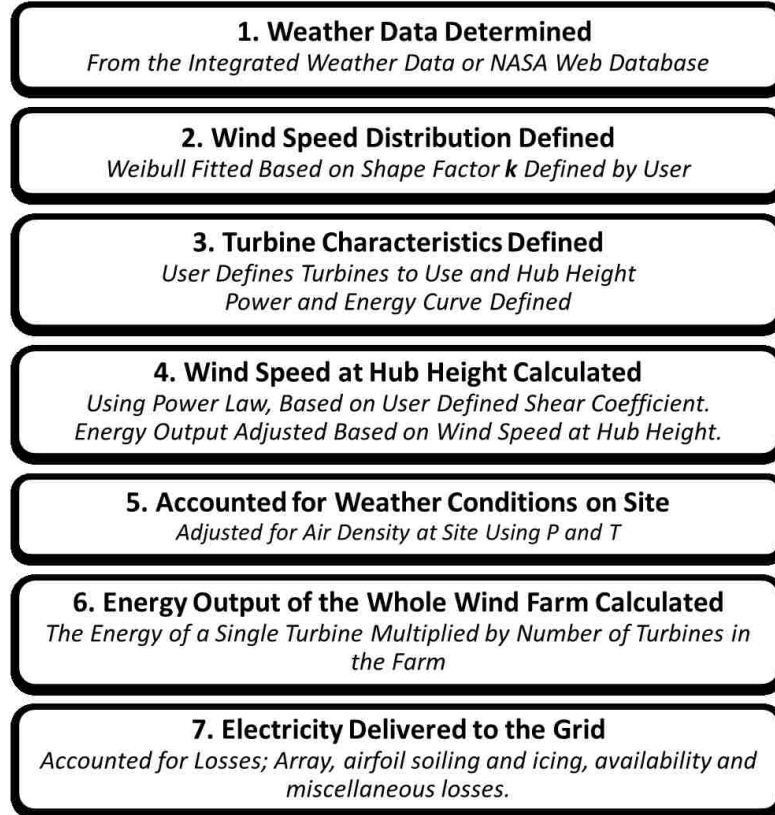 1. Weather Data Determined
From the Integrated Weather Data or NASA Web Database
2. Wind Speed Distribution Defined
Weibull Fitted Based on Shape Factor k Defined by User
3. Turbine Characteristics Defined
User Defines Turbines to Use and Hub Height
Power and Energy Curve Defined
4. Wind Speed at Hub Height Calculated
Using Power Law, Based on User Defined Shear Coefficient.
Energy Output Adjusted Based on Wind Speed at Hub Height.
5. Accounted for Weather Conditions on Site
Adjusted for Air Density at Site Using P and T
6. Energy Output of the Whole Wind Farm Calculated
The Energy of a Single Turbine Multiplied by Number of Turbines in
the Farm
7. Electricity Delivered to the Grid
Accounted for Losses; Array, airfoil soiling and icing, availability and
miscellaneous losses.